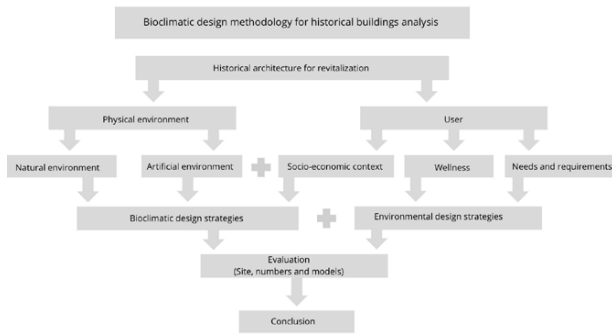 Bioclimatic design methodology for historical buildings analysis
Historical architecture for revitalization
Physical environment
User
Natural environment
Artificial environment
Socio-economic context
Wellness
Needs and requirements
Bioclimatic design strategies
Environmental design strategies
Evaluation
(Site, numbers and models)
Conclusion